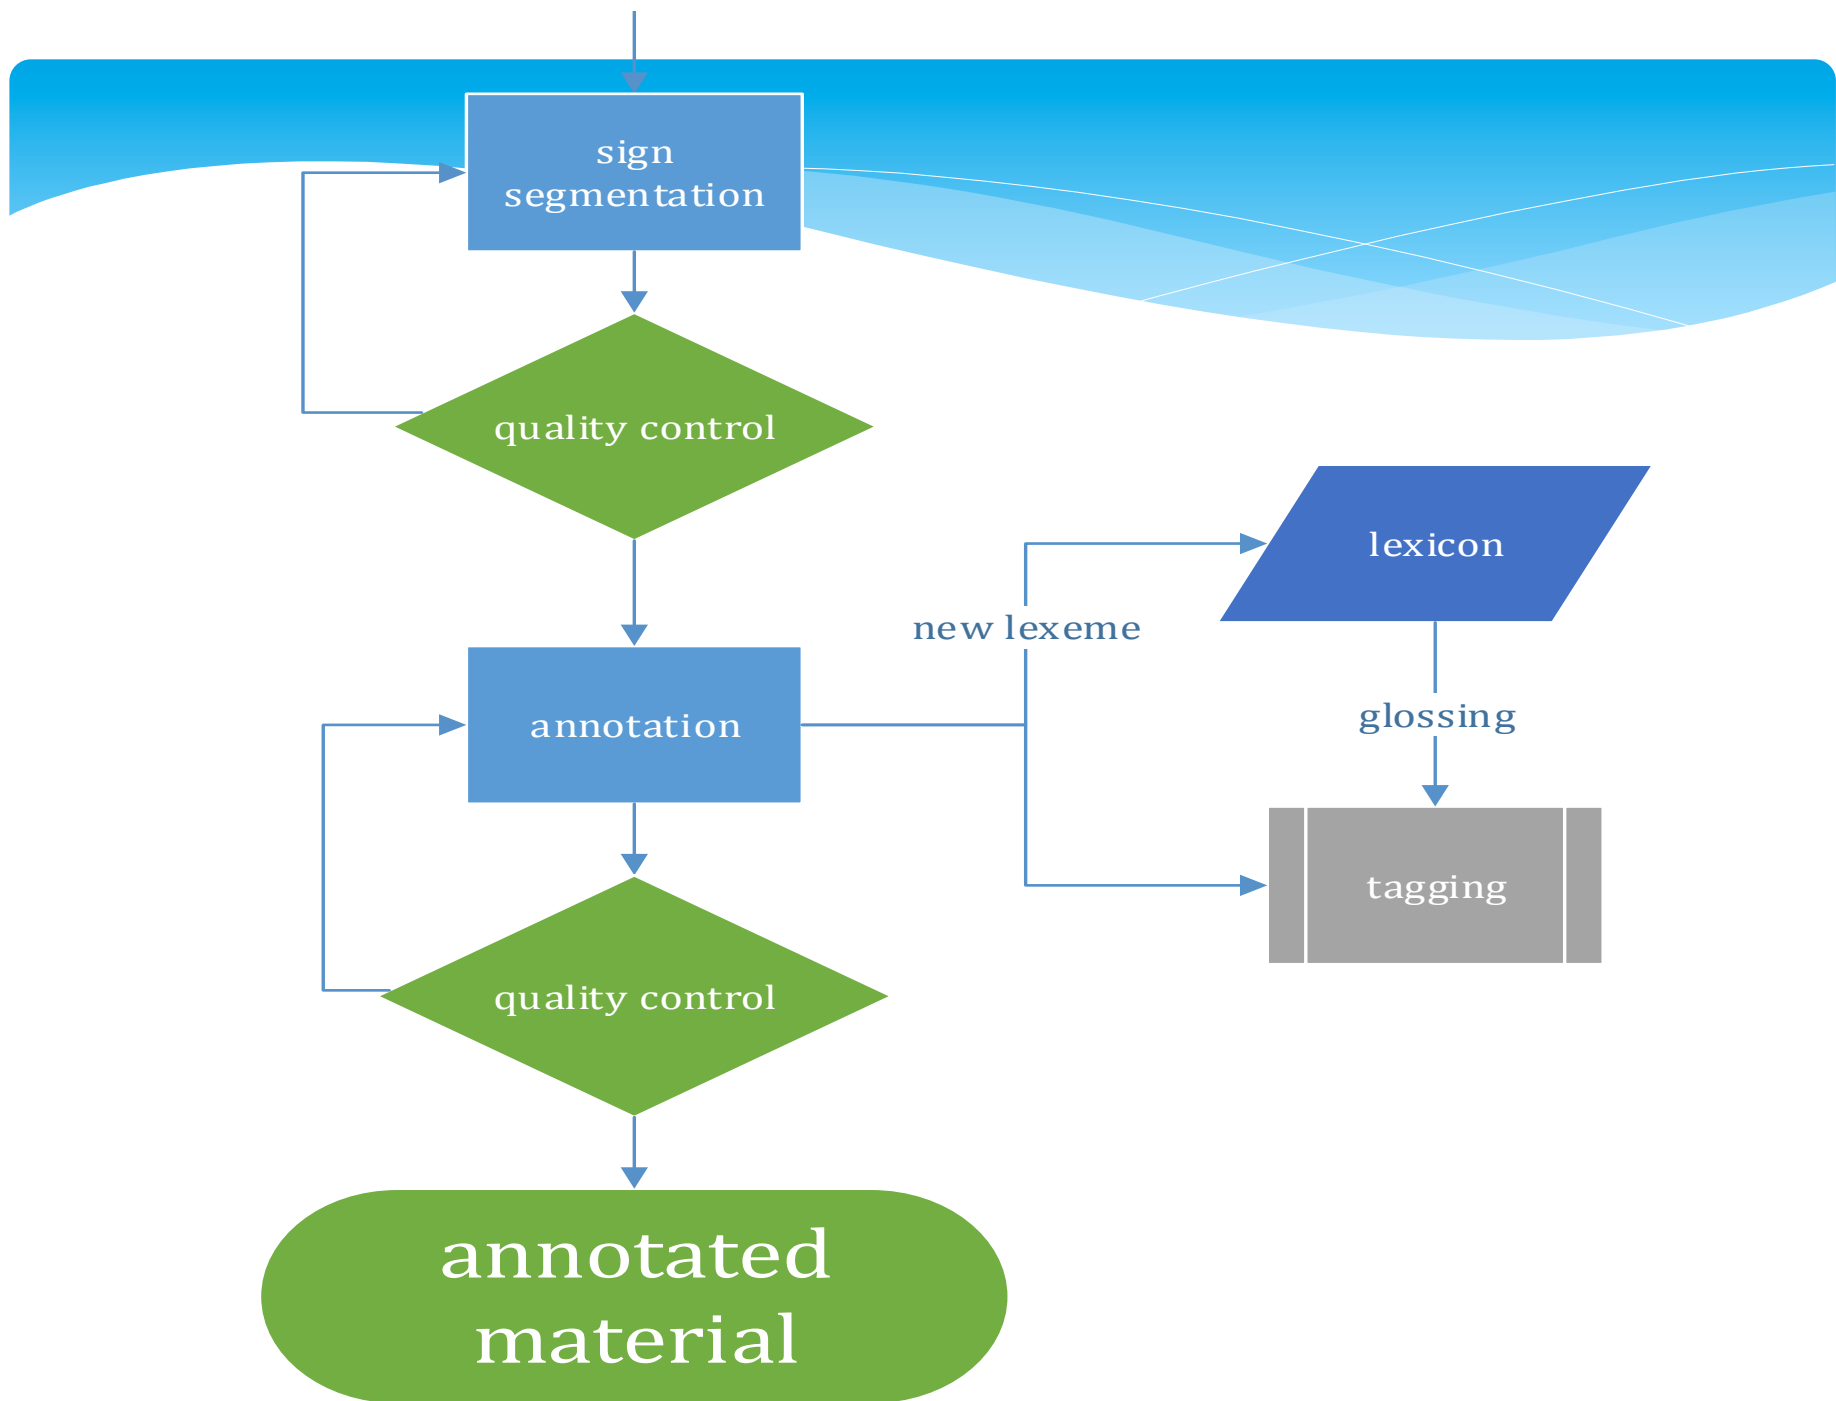 sign
segmentation
quality control
lexicon
new lexeme
glossing
annotation
tagging
quality control
annotated
material